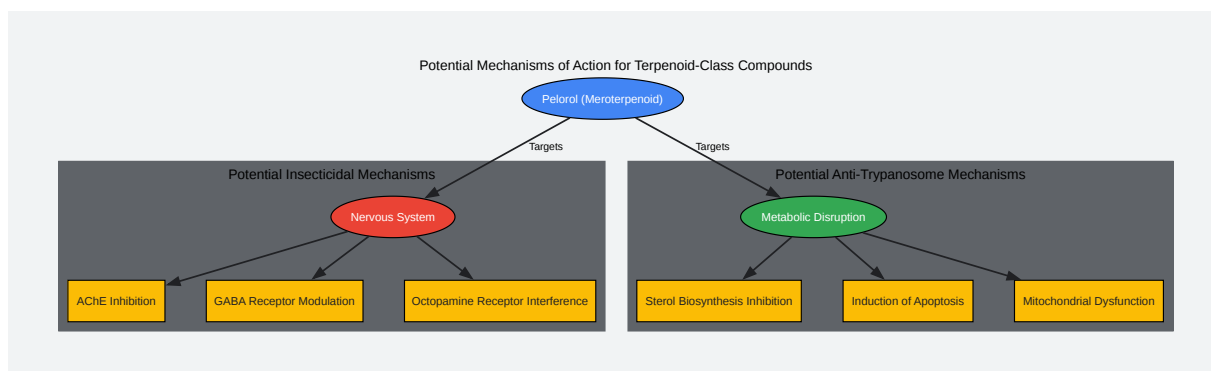 Potential Mechanisms of Action for Terpenoid-Class Compounds
Pelorol (Meroterpenoid)
Targets
Targets
Potential Insecticidal Mechanisms
Potential Anti-Trypanosome Mechanisms
Nervous System
Metabolic Disruption
AChE Inhibition
GABA Receptor Modulation
Octopamine Receptor Interference
Sterol Biosynthesis Inhibition
Induction of Apoptosis
Mitochondrial Dysfunction